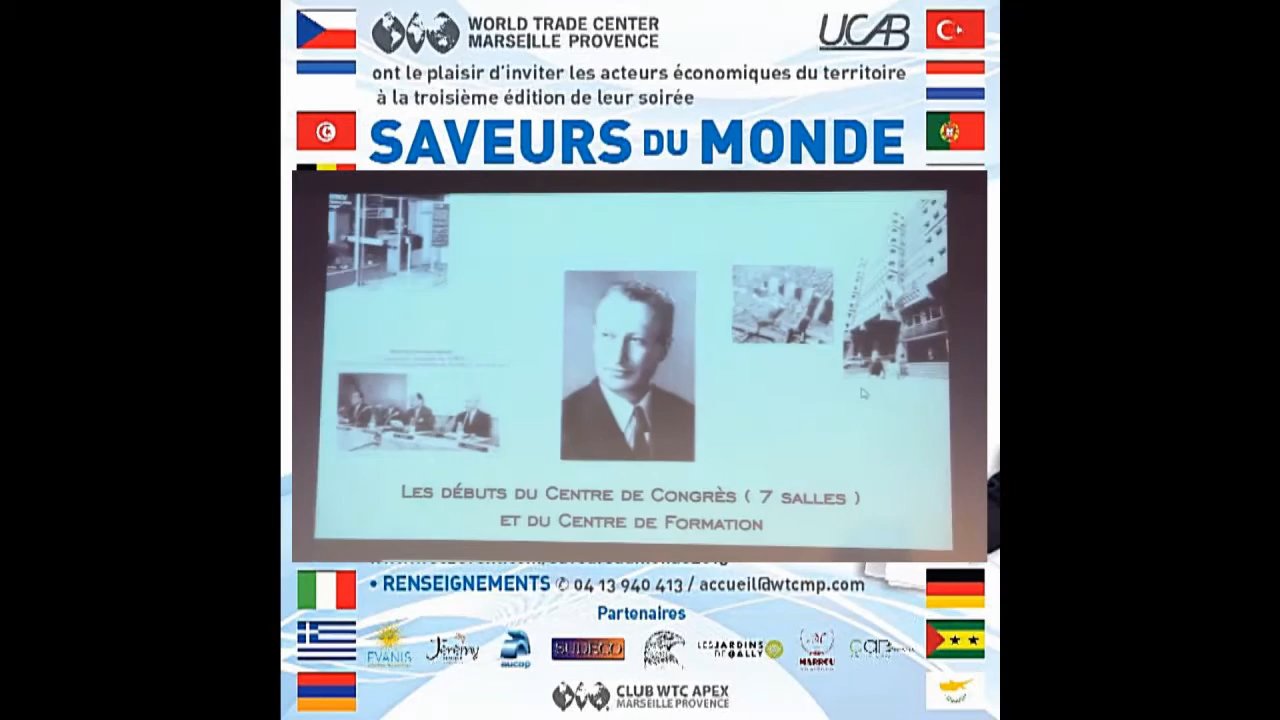 WORLD TRADE CENTER
MARSEILLE PROVENCE
UCAB
ont le plaisir d'inviter les acteurs économiques du territoire
à la troisième édition de leur soirée
SAVEURS DU MONDE
LES DÉBUTS DU CENTRE DE CONGRÈS ( 7 SALLES )
ET DU CENTRE DE FORMATION
• RENSEIGNEMENTS ✆ 04 13 940 413 / accueil@wtcmp.com
Partenaires
EVANIS
Jérémy
aucop
SUDECO
LES JARDINS DE GALLY
MARROU
CLUB WTC APEX
MARSEILLE PROVENCE